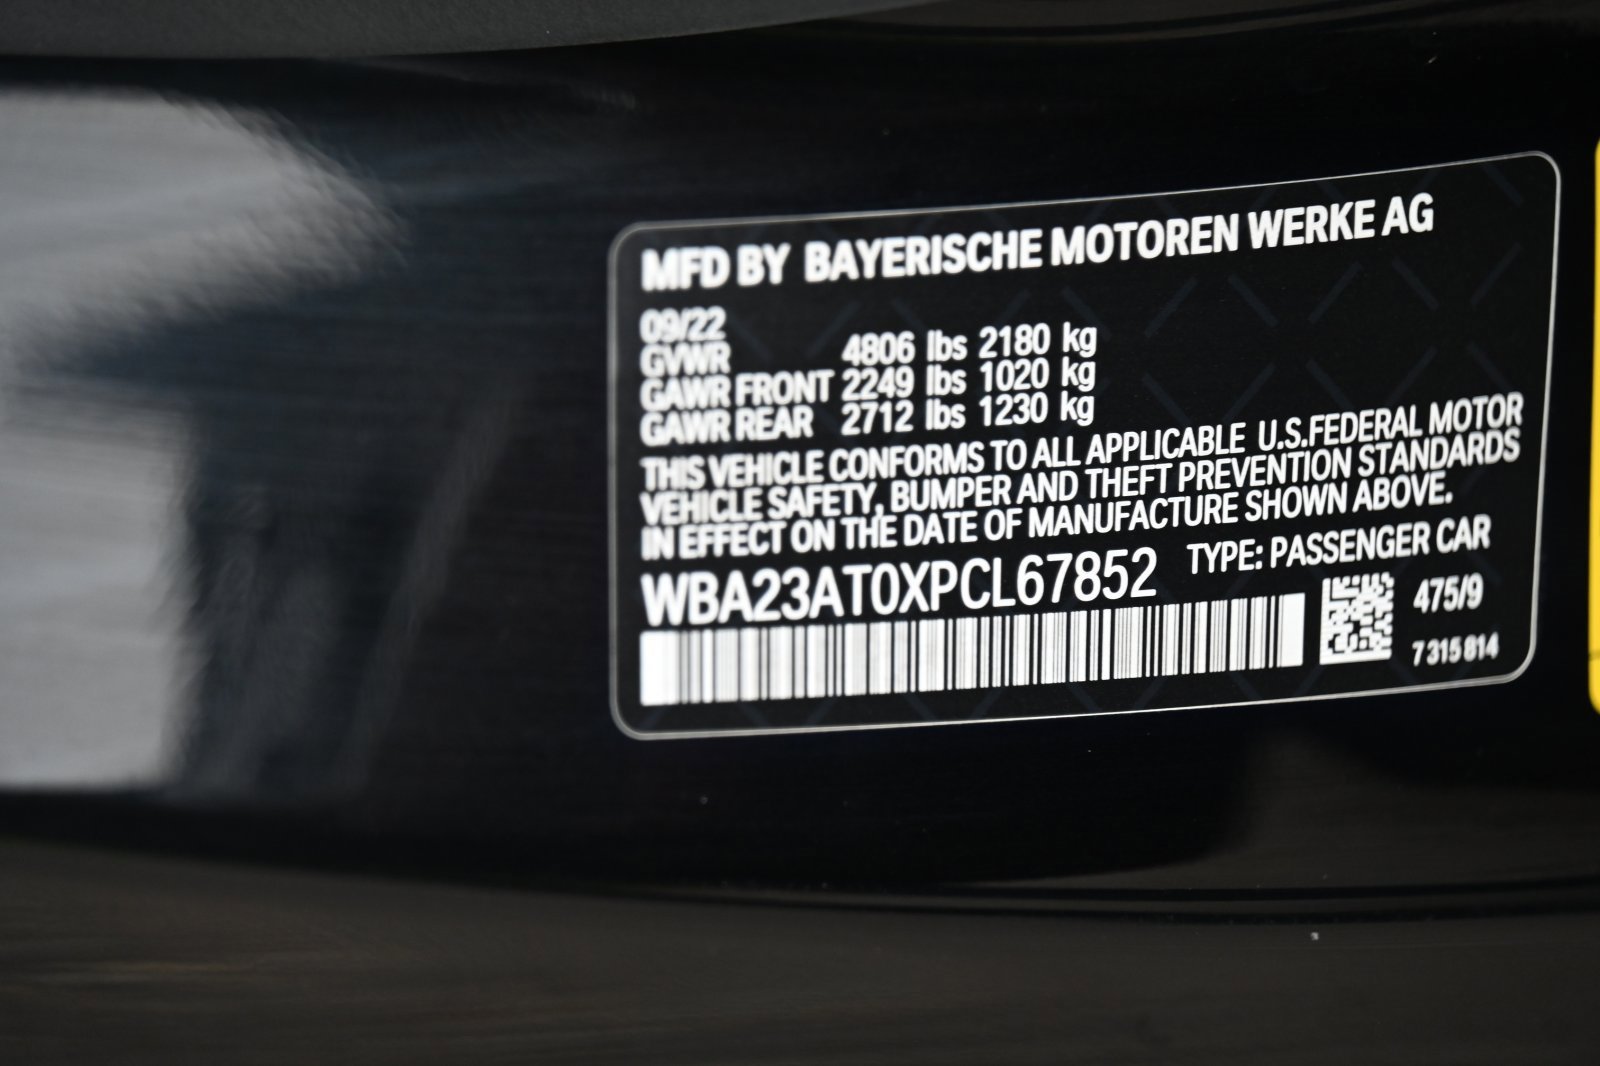 MFD BY BAYERISCHE MOTOREN WERKE AG
09/22
GVWR 4806 lbs 2180 kg
GAWR FRONT 2249 lbs 1020 kg
GAWR REAR 2712 lbs 1230 kg
THIS VEHICLE CONFORMS TO ALL APPLICABLE U.S.FEDERAL MOTOR
VEHICLE SAFETY, BUMPER AND THEFT PREVENTION STANDARDS
IN EFFECT ON THE DATE OF MANUFACTURE SHOWN ABOVE.
WBA23AT0XPCL67852 TYPE: PASSENGER CAR
475/9
7 315 814